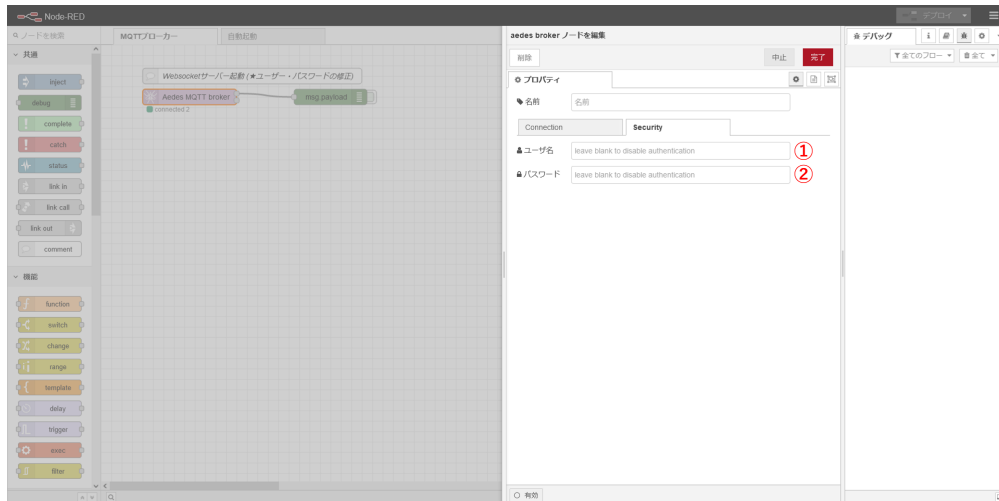 Node-RED
デプロイ
ノードを検索
共通
inject
debug
complete
catch
status
link in
link call
link out
comment
機能
function
switch
change
range
template
delay
trigger
exec
filter
MQTTブローカー
自動起動
Websocketサーバー起動 (★ユーザー・パスワードの修正)
Aedes MQTT broker
msg.payload
connected 2
aedes broker ノードを編集
削除
中止
完了
プロパティ
名前
名前
Connection
Security
ユーザ名
leave blank to disable authentication
①
パスワード
leave blank to disable authentication
②
有効
デバッグ
全てのフロー
全て